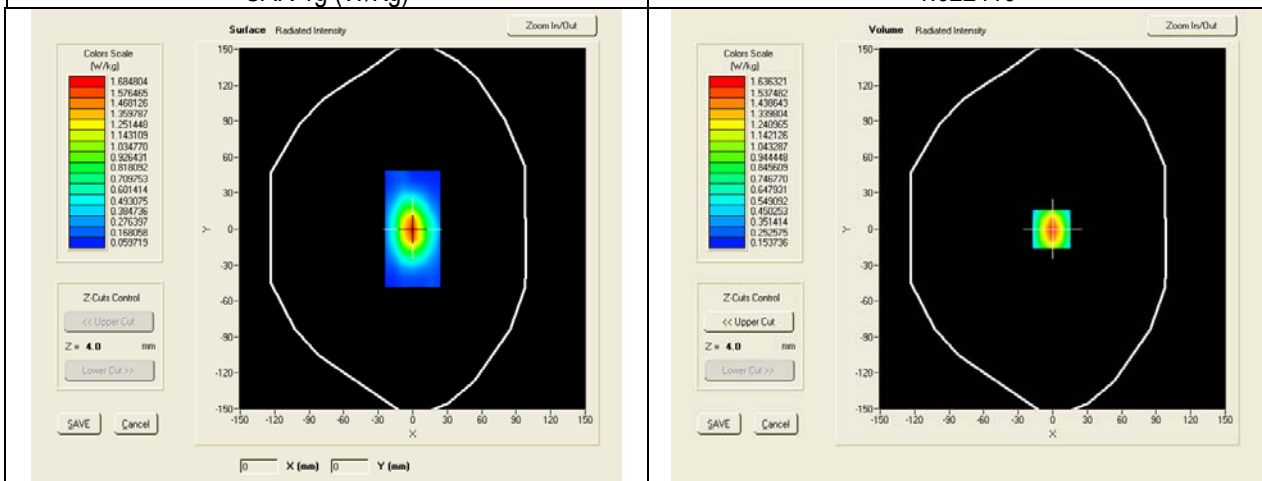 Surface Radiated Intensity
Zoom In/Out
Colors Scale
(W/kg)
1.684804
1.576465
1.468126
1.359787
1.251448
1.143109
1.034770
0.926431
0.818092
0.709753
0.601414
0.493075
0.384736
0.276397
0.168058
0.059719
150
120
90
60
30
0
-30
-60
-90
-120
-150
Y
-150 -120 -90 -60 -30 0 30 60 90 120 150
X
Z-Cuts Control
<< Upper Cut
Z = 4.0 mm
Lower Cut >>
SAVE Cancel
0 X (mm) 0 Y (mm)
Volume Radiated Intensity
Zoom In/Out
Colors Scale
(W/kg)
1.636321
1.537482
1.438643
1.339804
1.240965
1.142126
1.043287
0.944448
0.845609
0.746770
0.647931
0.549092
0.450253
0.351414
0.252575
0.153736
150
120
90
60
30
0
-30
-60
-90
-120
-150
Y
-150 -120 -90 -60 -30 0 30 60 90 120 150
X
Z-Cuts Control
<< Upper Cut
Z = 4.0 mm
Lower Cut >>
SAVE Cancel